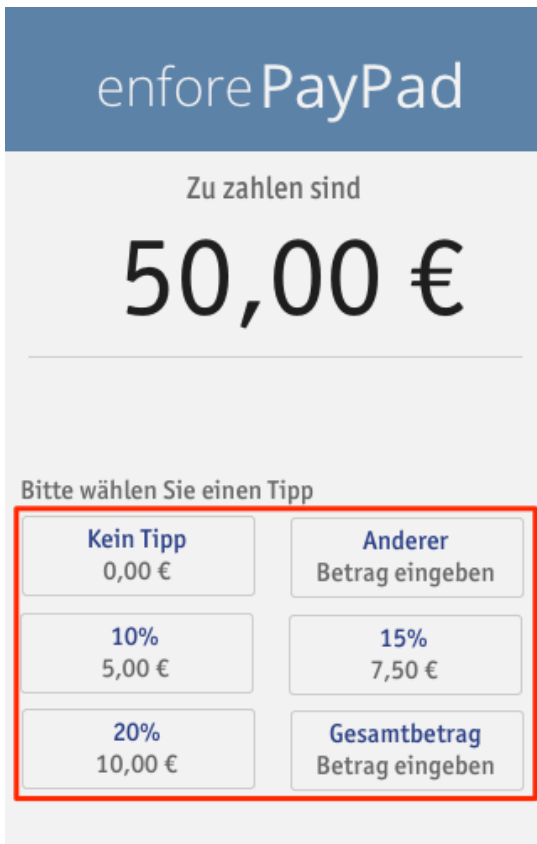 enfore PayPad
Zu zahlen sind
50,00 €
Bitte wählen Sie einen Tipp
Kein Tipp
0,00 €
Anderer
Betrag eingeben
10%
5,00 €
15%
7,50 €
20%
10,00 €
Gesamtbetrag
Betrag eingeben